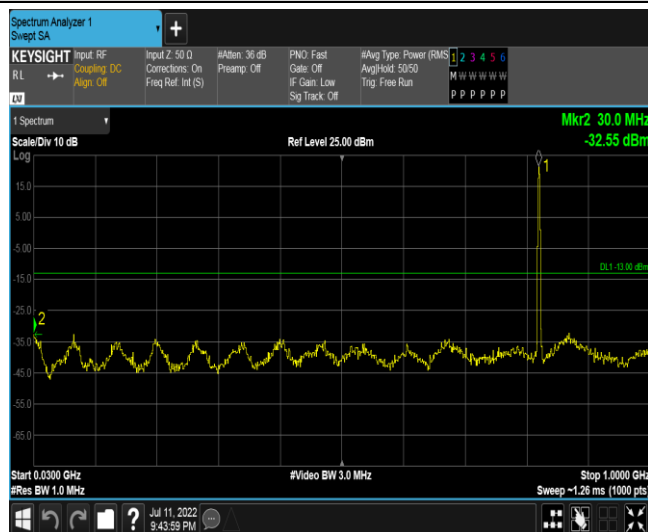 Spectrum Analyzer 1
Swept SA
+
KEYSIGHT
RL
LXI
Input: RF
Coupling: DC
Align: Off
Input Z: 50 Ω
Corrections: On
Freq Ref: Int (S)
#Atten: 36 dB
Preamp: Off
PNO: Fast
Gate: Off
IF Gain: Low
Sig Track: Off
#Avg Type: Power (RMS
Avg|Hold: 50/50
Trig: Free Run
1 2 3 4 5 6
M W W W W W
P P P P P P
1 Spectrum
Mkr2 30.0 MHz
-32.55 dBm
Scale/Div 10 dB
Ref Level 25.00 dBm
Log
1
15.0
5.00
-5.00
DL1 -13.00 dBm
-15.0
-25.0
2
-35.0
-45.0
-55.0
-65.0
Start 0.0300 GHz
#Video BW 3.0 MHz
Stop 1.0000 GHz
#Res BW 1.0 MHz
Sweep ~1.26 ms (1000 pts)
?
Jul 11, 2022
9:43:59 PM